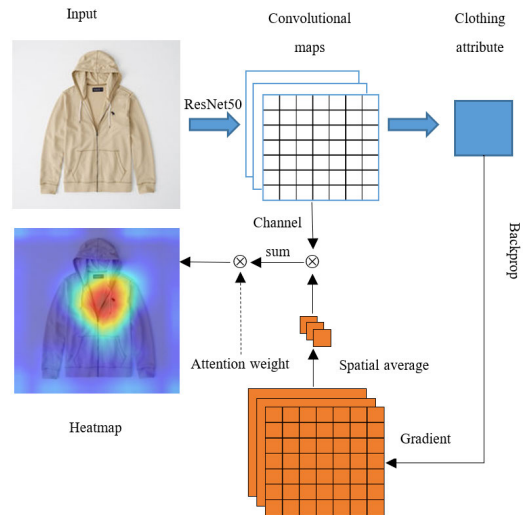 Input
Convolutional
maps
Clothing
attribute
ResNet50
Channel
sum
Backprop
Attention weight
Spatial average
Heatmap
Gradient